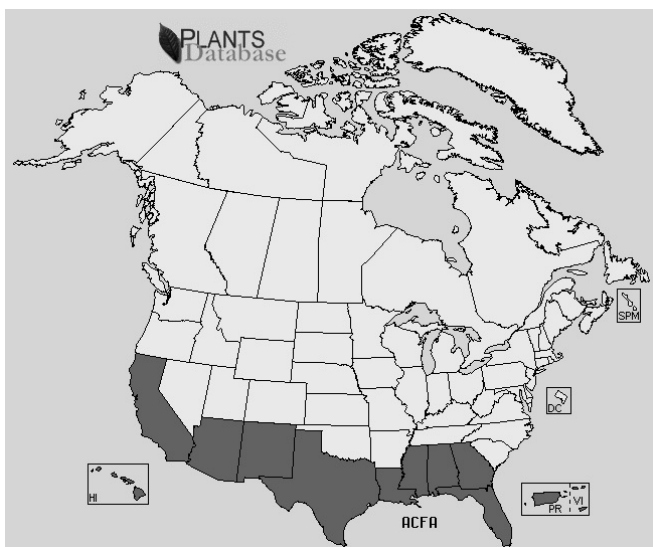 PLANTS
Database
SPM
DC
HI
PR
VI
ACFA